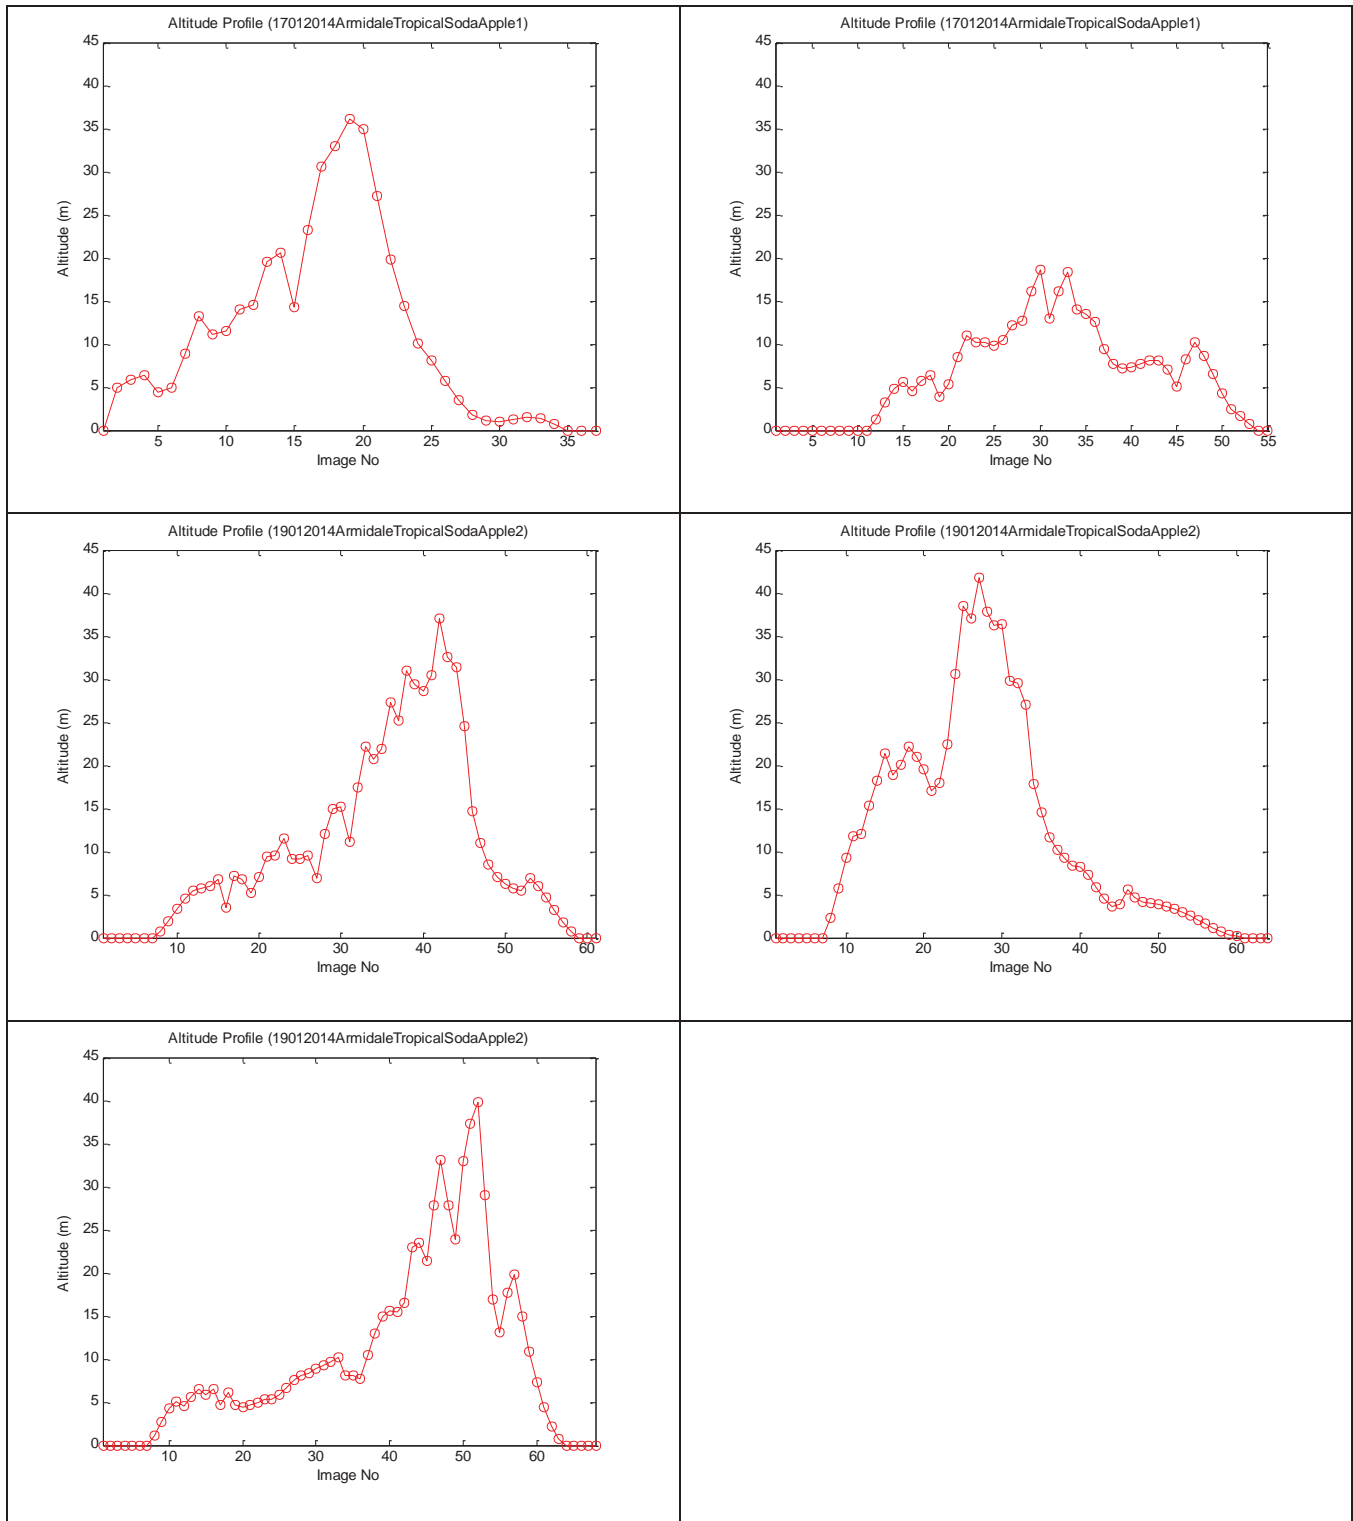 Altitude Profile (17012014ArmidaleTropicalSodaApple1)
45
40
35
30
25
20
15
10
5
0
Altitude (m)
5 10 15 20 25 30 35
Image No
Altitude Profile (17012014ArmidaleTropicalSodaApple1)
45
40
35
30
25
20
15
10
5
0
Altitude (m)
5 10 15 20 25 30 35 40 45 50 55
Image No
Altitude Profile (19012014ArmidaleTropicalSodaApple2)
45
40
35
30
25
20
15
10
5
0
Altitude (m)
10 20 30 40 50 60
Image No
Altitude Profile (19012014ArmidaleTropicalSodaApple2)
45
40
35
30
25
20
15
10
5
0
Altitude (m)
10 20 30 40 50 60
Image No
Altitude Profile (19012014ArmidaleTropicalSodaApple2)
45
40
35
30
25
20
15
10
5
0
Altitude (m)
10 20 30 40 50 60
Image No